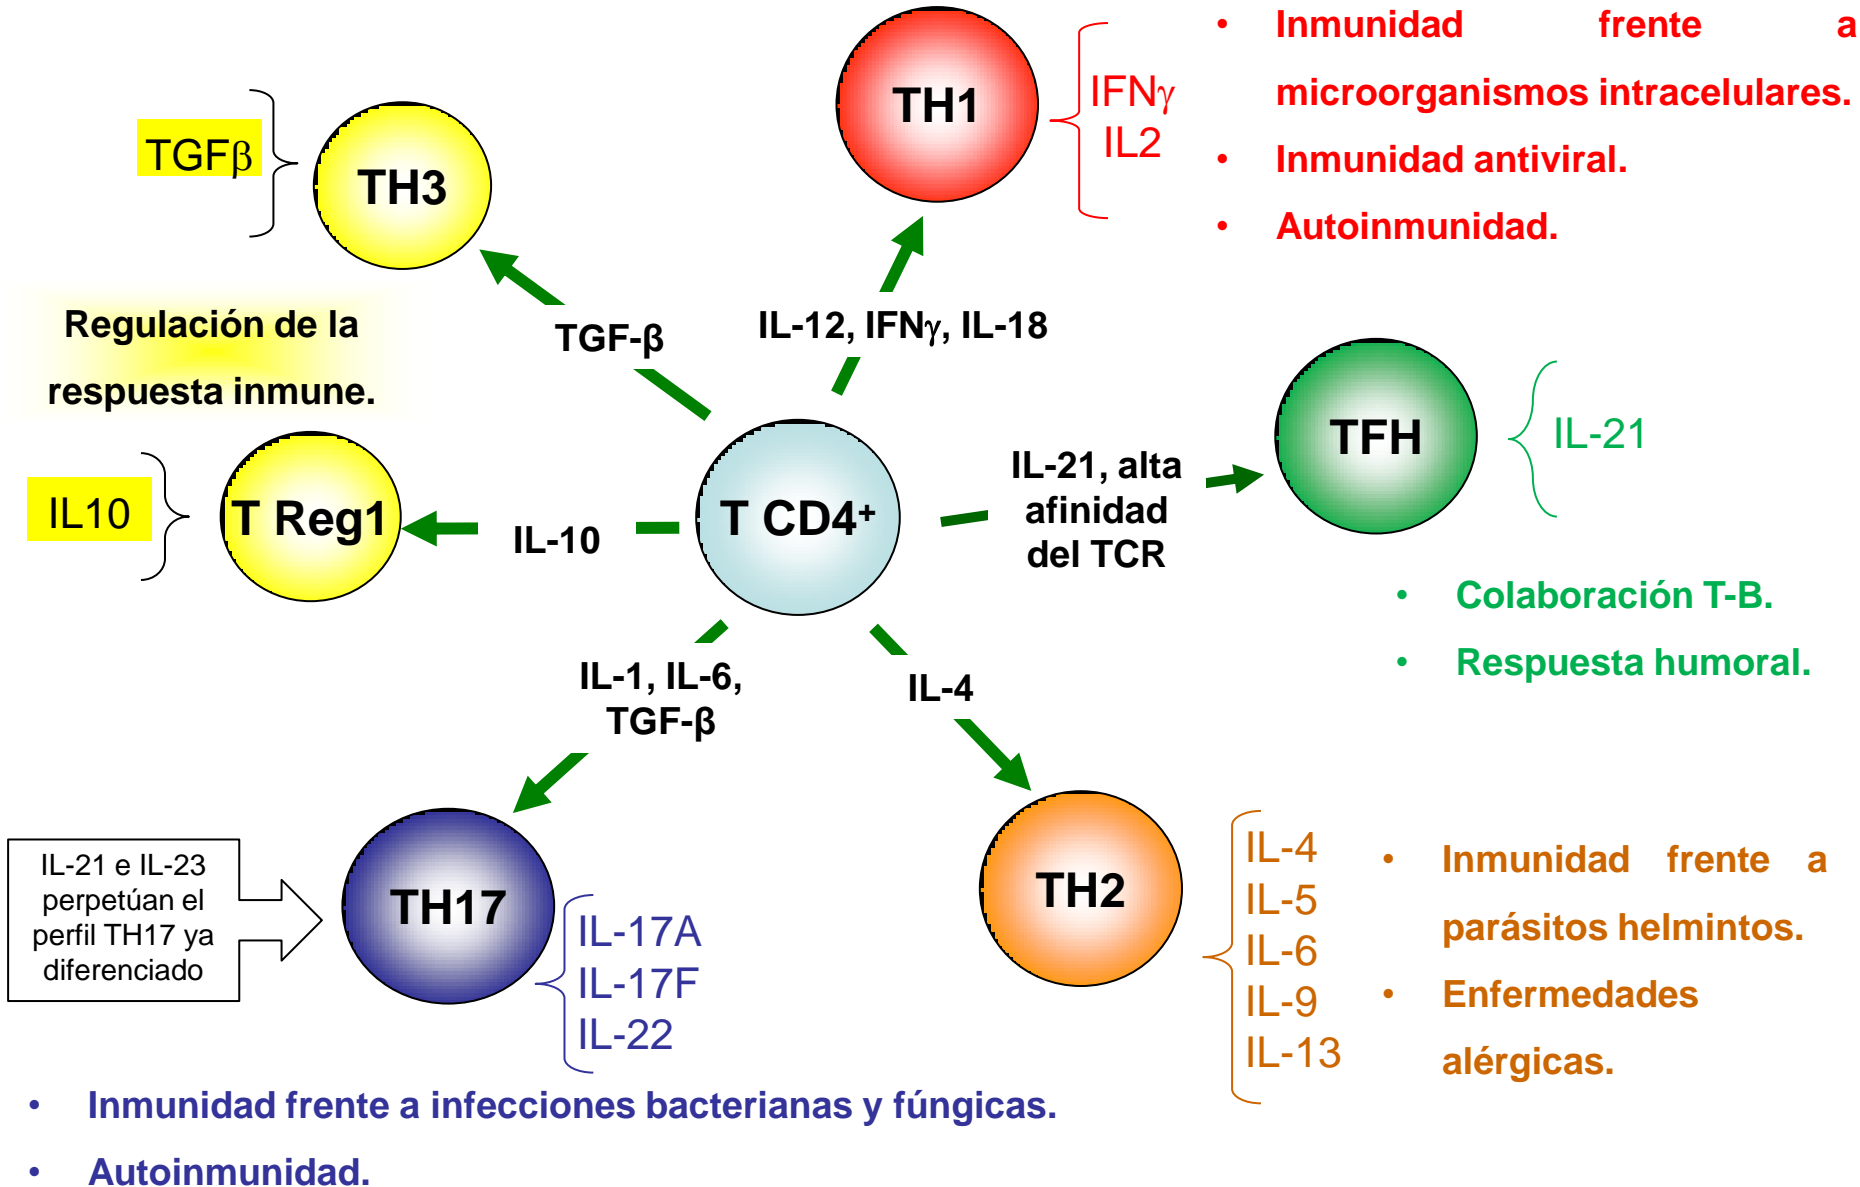 • Inmunidad frente a
microorganismos intracelulares.
• Inmunidad antiviral.
• Autoinmunidad.
TH1
IFNγ
IL2
TGFβ
TH3
Regulación de la
respuesta inmune.
TGF-β
IL-12, IFNγ, IL-18
TFH
IL-21
IL-21, alta
afinidad
del TCR
IL10
T Reg1
IL-10
T CD4+
• Colaboración T-B.
• Respuesta humoral.
IL-1, IL-6,
TGF-β
IL-4
IL-21 e IL-23
perpetúan el
perfil TH17 ya
diferenciado
TH17
IL-17A
IL-17F
IL-22
TH2
IL-4
IL-5
IL-6
IL-9
IL-13
• Inmunidad frente a
parásitos helmintos.
• Enfermedades
alérgicas.
• Inmunidad frente a infecciones bacterianas y fúngicas.
• Autoinmunidad.